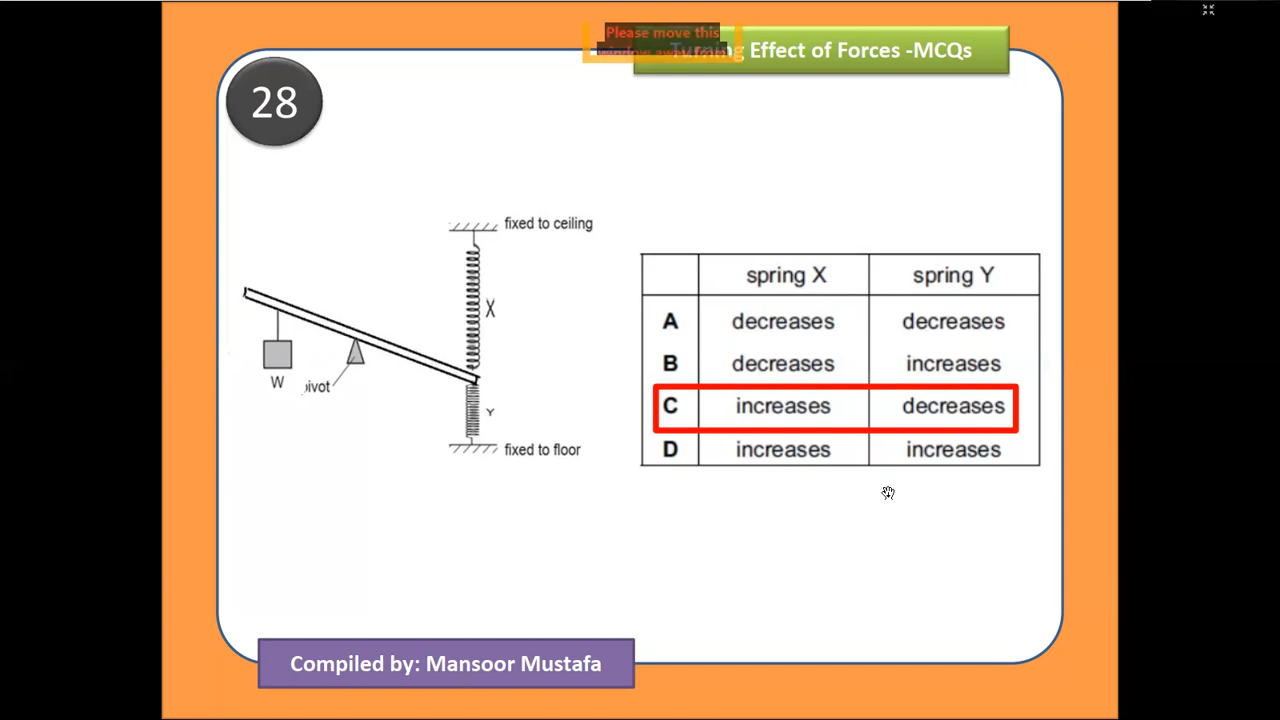 Please move this
Turning Effect of Forces -MCQs
28
fixed to ceiling
X
W
pivot
Y
fixed to floor
spring X spring Y
A decreases decreases
B decreases increases
C increases decreases
D increases increases
Compiled by: Mansoor Mustafa